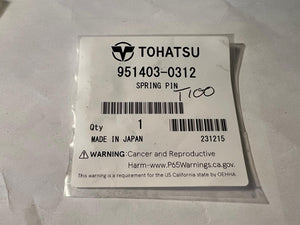 TOHATSU
951403-0312
SPRING PIN
T100
Qty 1
MADE IN JAPAN 231215
⚠WARNING: Cancer and Reproductive
Harm-www.P65Warnings.ca.gov.
This warning is a requirement for the US California state by OEHHA.